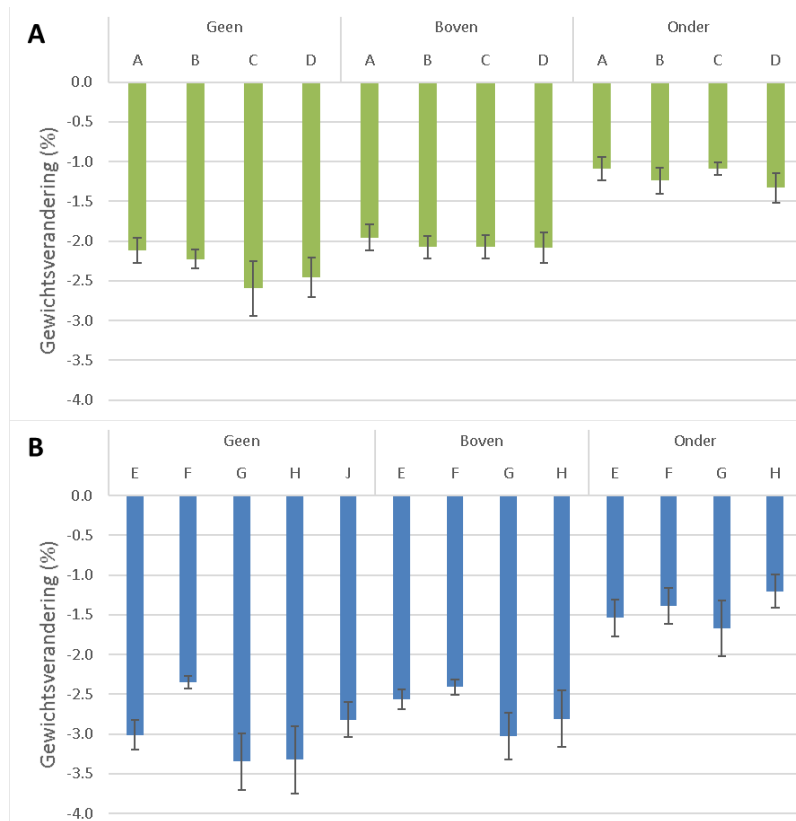 A
Geen Boven Onder
A B C D A B C D A B C D
0.0
-0.5
-1.0
-1.5
-2.0
-2.5
-3.0
-3.5
-4.0
Gewichtsverandering (%)
B
Geen Boven Onder
E F G H J E F G H E F G H
0.0
-0.5
-1.0
-1.5
-2.0
-2.5
-3.0
-3.5
-4.0
Gewichtsverandering (%)